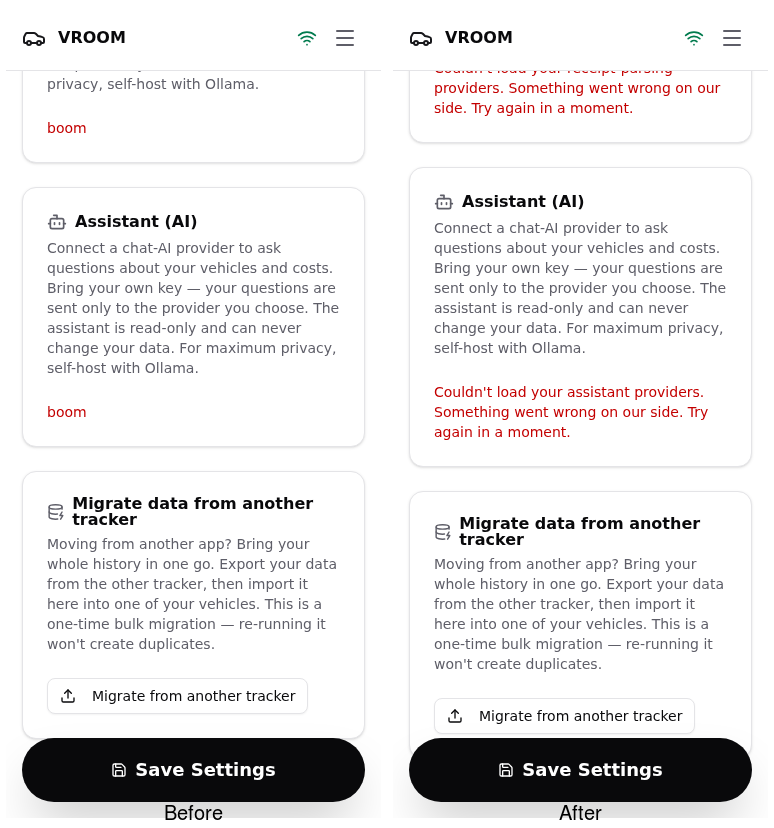 VROOM
privacy, self-host with Ollama.
boom
Assistant (AI)
Connect a chat-AI provider to ask
questions about your vehicles and costs.
Bring your own key — your questions are
sent only to the provider you choose. The
assistant is read-only and can never
change your data. For maximum privacy,
self-host with Ollama.
boom
Migrate data from another
tracker
Moving from another app? Bring your
whole history in one go. Export your data
from the other tracker, then import it
here into one of your vehicles. This is a
one-time bulk migration — re-running it
won't create duplicates.
Migrate from another tracker
Save Settings
Before
VROOM
Couldn't load your receipt-parsing
providers. Something went wrong on our
side. Try again in a moment.
Assistant (AI)
Connect a chat-AI provider to ask
questions about your vehicles and costs.
Bring your own key — your questions are
sent only to the provider you choose. The
assistant is read-only and can never
change your data. For maximum privacy,
self-host with Ollama.
Couldn't load your assistant providers.
Something went wrong on our side. Try
again in a moment.
Migrate data from another
tracker
Moving from another app? Bring your
whole history in one go. Export your data
from the other tracker, then import it
here into one of your vehicles. This is a
one-time bulk migration — re-running it
won't create duplicates.
Migrate from another tracker
Save Settings
After